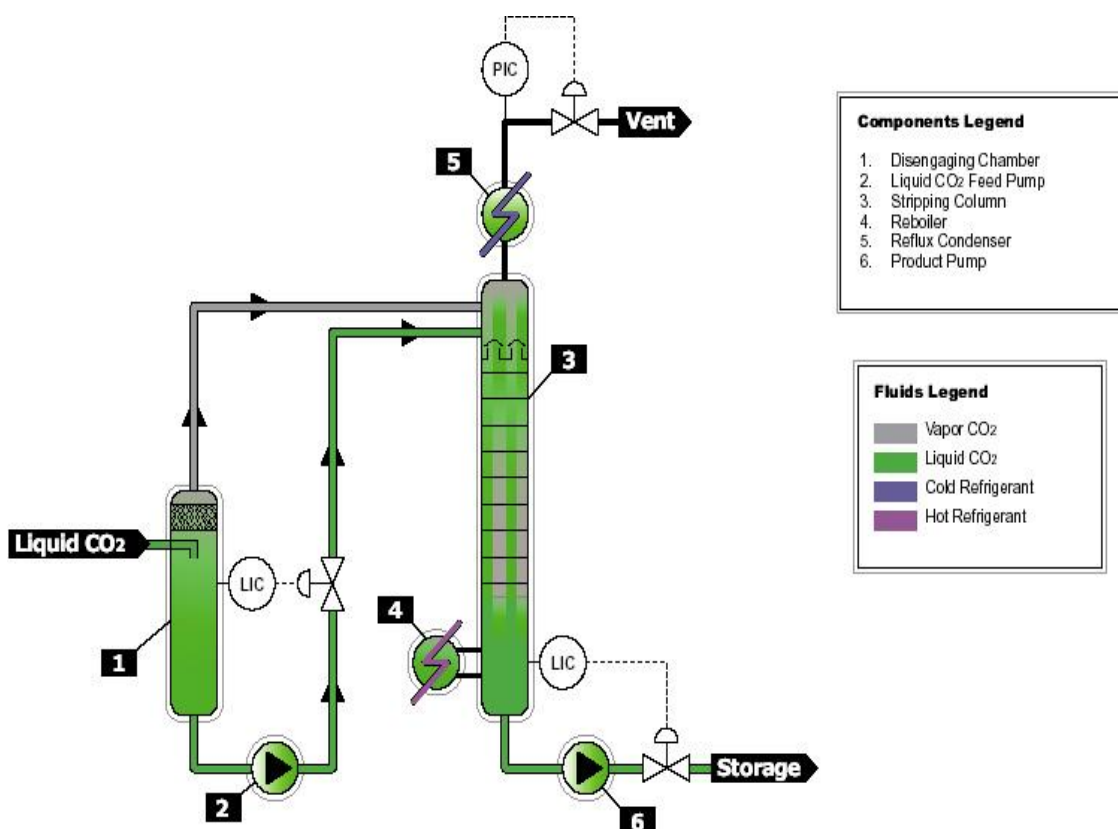 PIC
Vent
5
Components Legend
1. Disengaging Chamber
2. Liquid CO2 Feed Pump
3. Stripping Column
4. Reboiler
5. Reflux Condenser
6. Product Pump
3
Fluids Legend
Vapor CO2
Liquid CO2
Cold Refrigerant
Hot Refrigerant
Liquid CO2
LIC
4
1
LIC
Storage
2
6